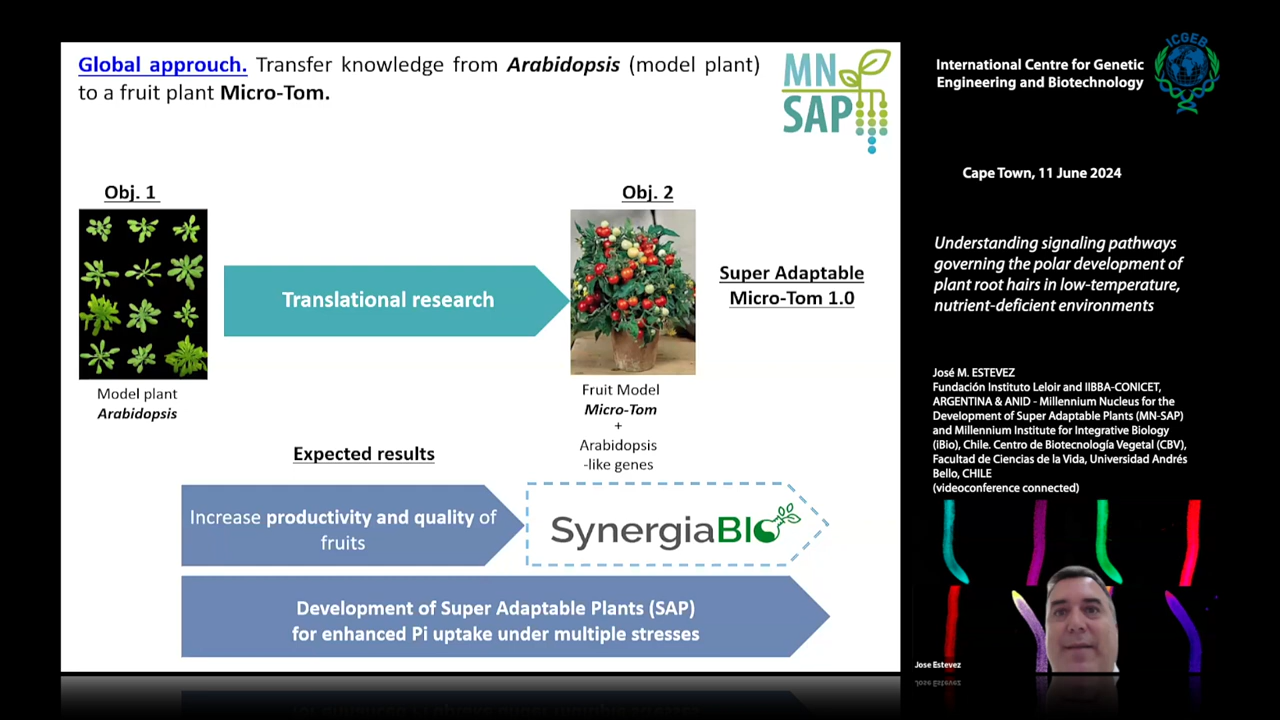 Global approuch. Transfer knowledge from Arabidopsis (model plant)
to a fruit plant Micro-Tom.
MN
SAP
Obj. 1
Obj. 2
Translational research
Super Adaptable
Micro-Tom 1.0
Model plant
Arabidopsis
Fruit Model
Micro-Tom
+
Arabidopsis
-like genes
Expected results
Increase productivity and quality of
fruits
SynergiaBIO
Development of Super Adaptable Plants (SAP)
for enhanced Pi uptake under multiple stresses
International Centre for Genetic
Engineering and Biotechnology
ICGEB
Cape Town, 11 June 2024
Understanding signaling pathways
governing the polar development of
plant root hairs in low-temperature,
nutrient-deficient environments
José M. ESTEVEZ
Fundación Instituto Leloir and IIBBA-CONICET,
ARGENTINA & ANID - Millennium Nucleus for the
Development of Super Adaptable Plants (MN-SAP)
and Millennium Institute for Integrative Biology
(iBio), Chile. Centro de Biotecnología Vegetal (CBV),
Facultad de Ciencias de la Vida, Universidad Andrés
Bello, CHILE
(videoconference connected)
Jose Estevez